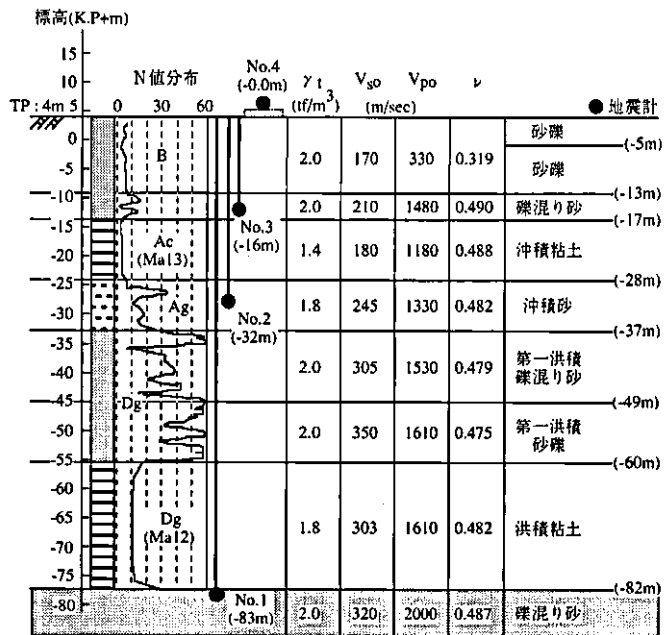 標高(K.P+m)
15
10
TP : 4m 5
0
-5
-10
-15
-20
-25
-30
-35
-40
-45
-50
-55
-60
-65
-70
-75
-80
N 値分布
0 30 60
No.4
(-0.0m)
γt
(tf/m³)
Vso Vpo
(m/sec)
ν
● 地震計
B
2.0 170 330 0.319
砂礫
(-5m)
砂礫
(-13m)
2.0 210 1480 0.490 礫混り砂
(-17m)
No.3
(-16m)
Ac
(Ma13)
1.4 180 1180 0.488 沖積粘土
(-28m)
Ag
No.2
(-32m)
1.8 245 1330 0.482 沖積砂
(-37m)
2.0 305 1530 0.479 第一洪積
礫混り砂
(-49m)
Dg
2.0 350 1610 0.475 第一洪積
砂礫
(-60m)
Dg
(Ma12)
1.8 303 1610 0.482 洪積粘土
(-82m)
No.1
(-83m)
2.0 320 2000 0.487 礫混り砂